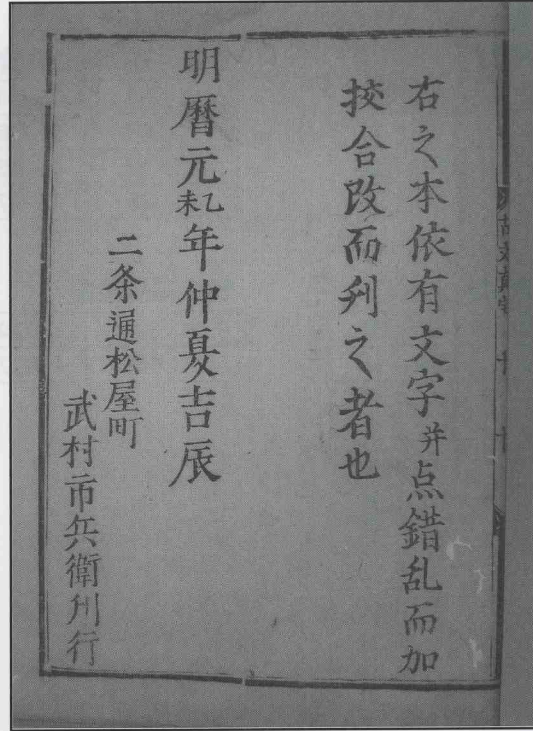 右之本依有文字并点錯乱而加
挍合改而刋之者也
明暦元乙未年仲夏吉辰
二条通松屋町
武村市兵衛刋行